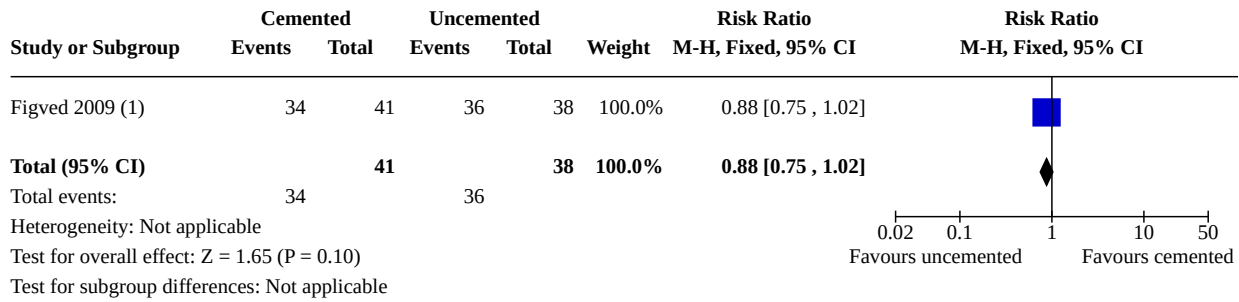 Cemented Uncemented Risk Ratio Risk Ratio
Study or Subgroup Events Total Events Total Weight M-H, Fixed, 95% CI M-H, Fixed, 95% CI
Figved 2009 (1) 34 41 36 38 100.0% 0.88 [0.75 , 1.02]
Total (95% CI) 41 38 100.0% 0.88 [0.75 , 1.02]
Total events: 34 36
Heterogeneity: Not applicable
0.02 0.1 1 10 50
Test for overall effect: Z = 1.65 (P = 0.10) Favours uncemented Favours cemented
Test for subgroup differences: Not applicable